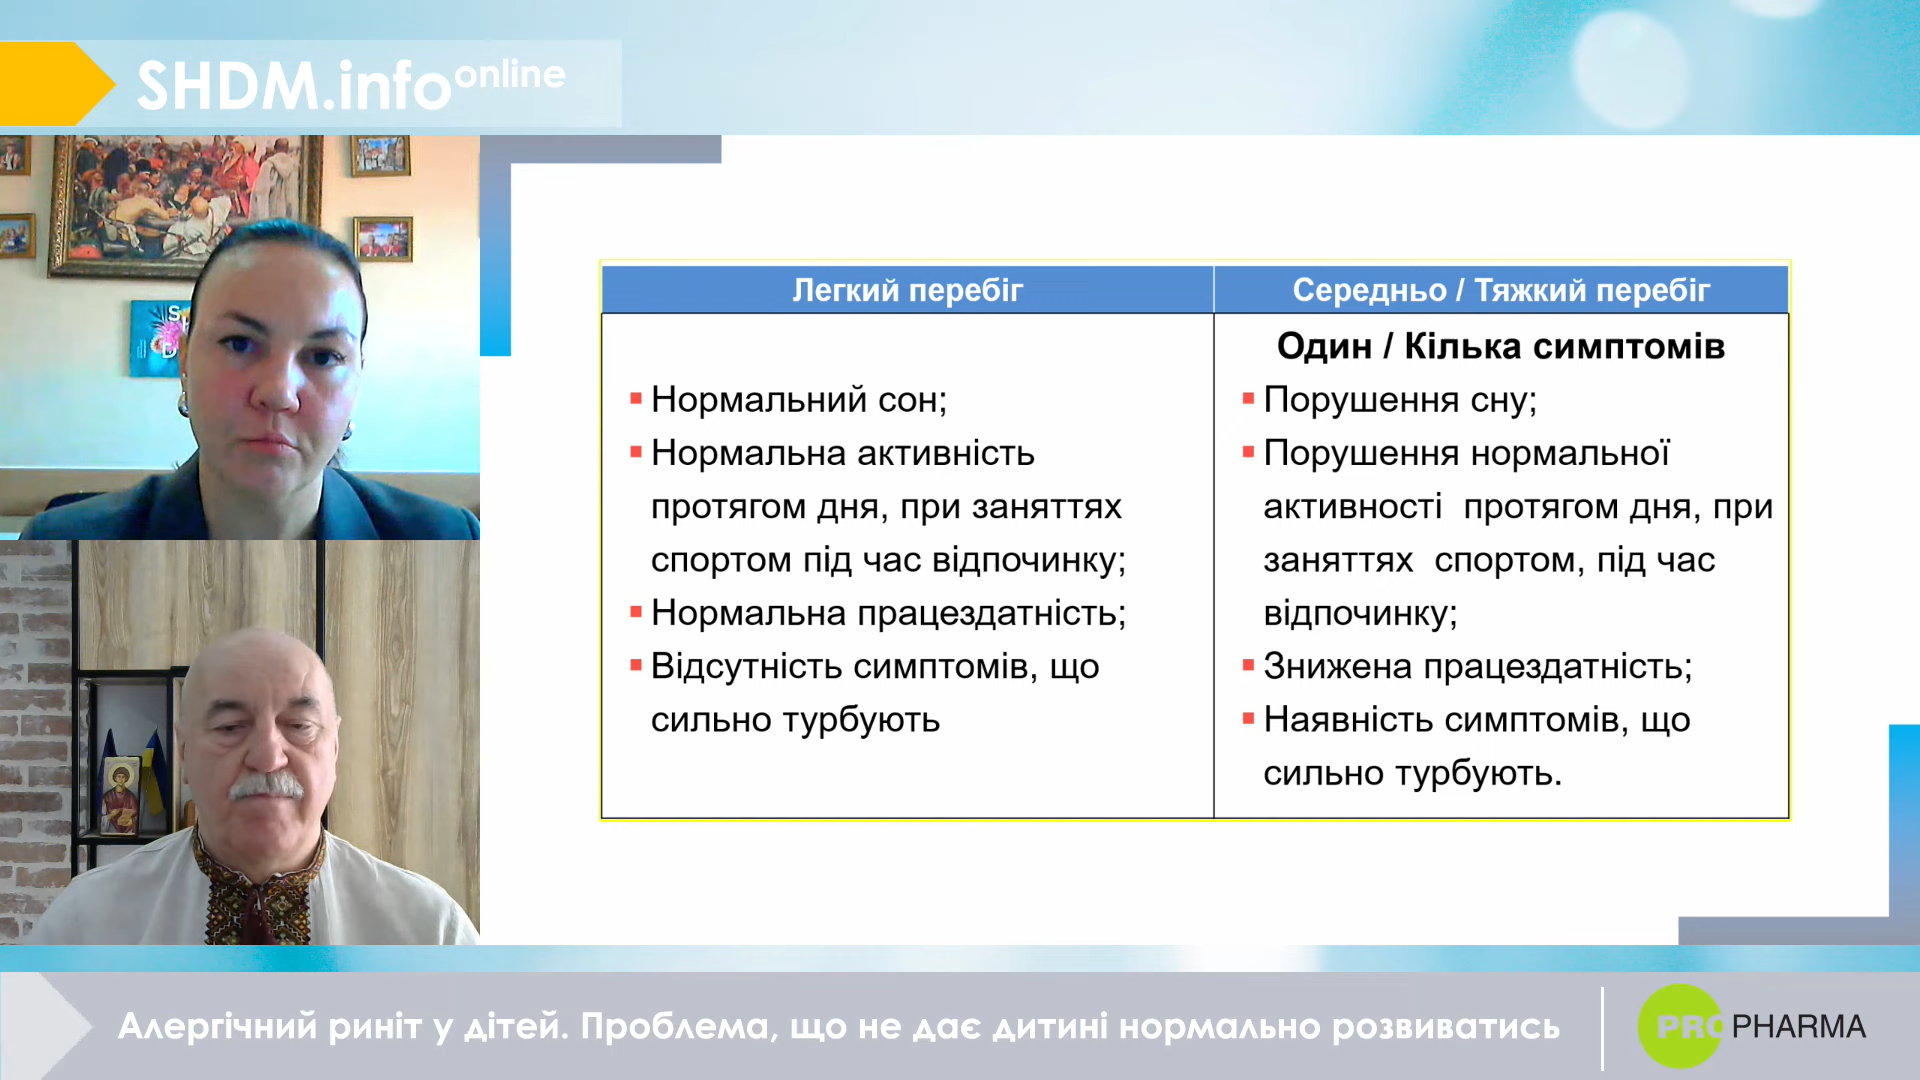 SHDM.info online
Легкий перебіг
Нормальний сон;
Нормальна активність
протягом дня, при заняттях
спортом під час відпочинку;
Нормальна працездатність;
Відсутність симптомів, що
сильно турбують
Середньо / Тяжкий перебіг
Один / Кілька симптомів
Порушення сну;
Порушення нормальної
активності протягом дня, при
заняттях спортом, під час
відпочинку;
Знижена працездатність;
Наявність симптомів, що
сильно турбують.
Алергічний риніт у дітей. Проблема, що не дає дитині нормально розвиватись
PRO PHARMA